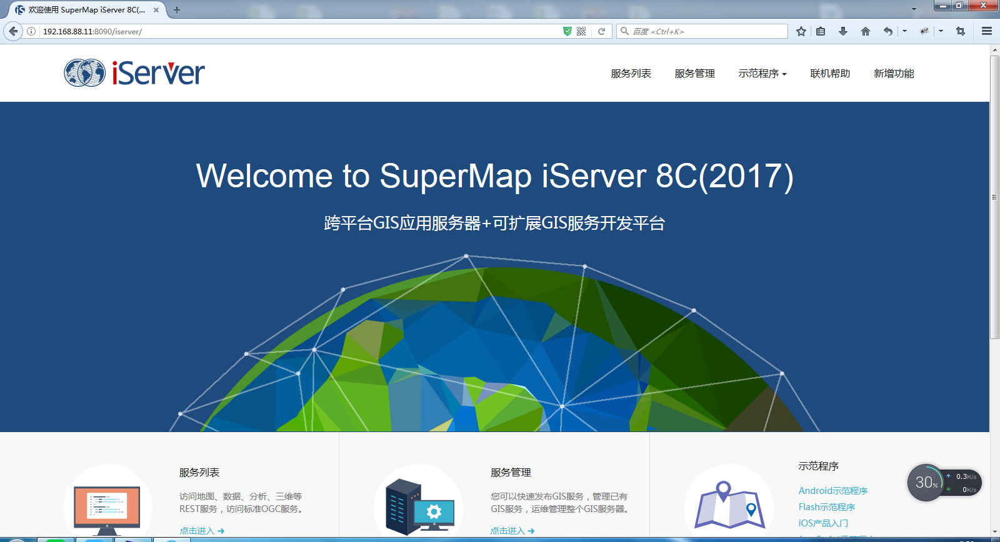 欢迎使用 SuperMap iServer 8C(...
192.168.88.11:8090/iserver/
百度 <Ctrl+K>
iServer
服务列表 服务管理 示范程序 联机帮助 新增功能
Welcome to SuperMap iServer 8C(2017)
跨平台GIS应用服务器+可扩展GIS服务开发平台
服务列表
访问地图、数据、分析、三维等
REST服务，访问标准OGC服务。
点击进入
服务管理
您可以快速发布GIS服务，管理已有
GIS服务，运维管理整个GIS服务器。
点击进入
示范程序
Android示范程序
Flash示范程序
iOS产品入门
30%
0.3K/s
0K/s